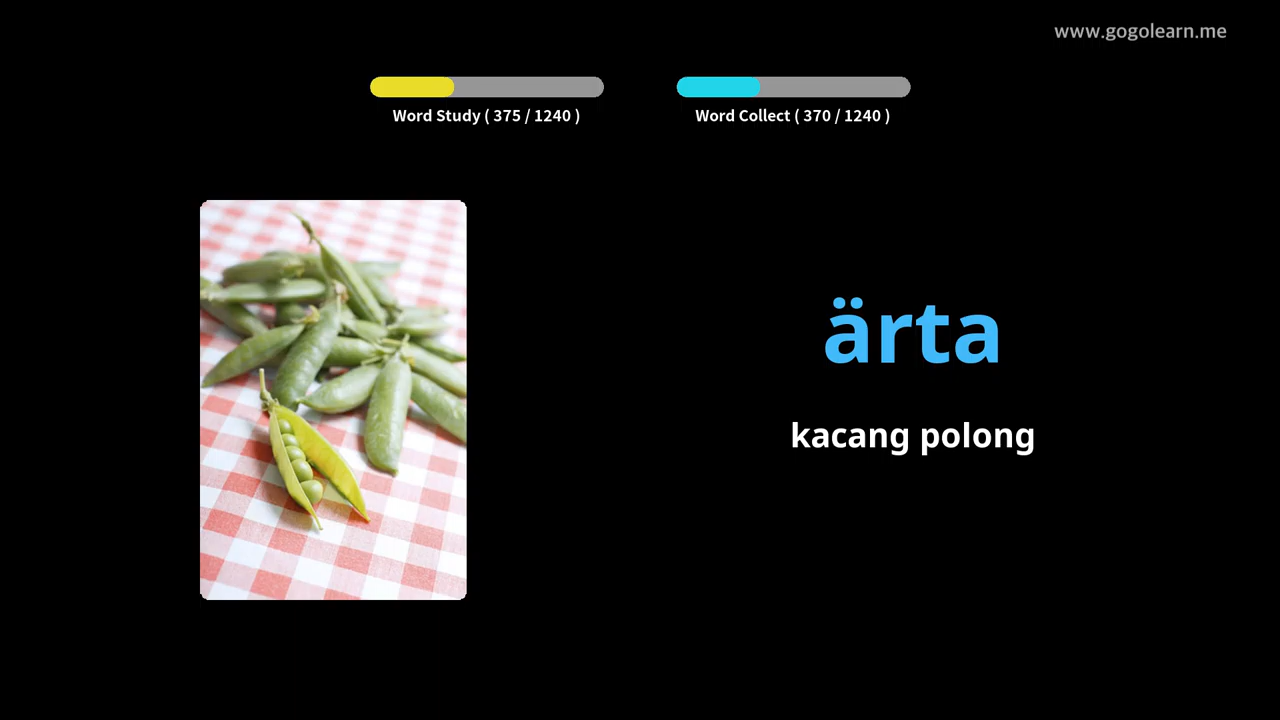 www.gogolearn.me
Word Study ( 375 / 1240 )
Word Collect ( 370 / 1240 )
ärta
kacang polong